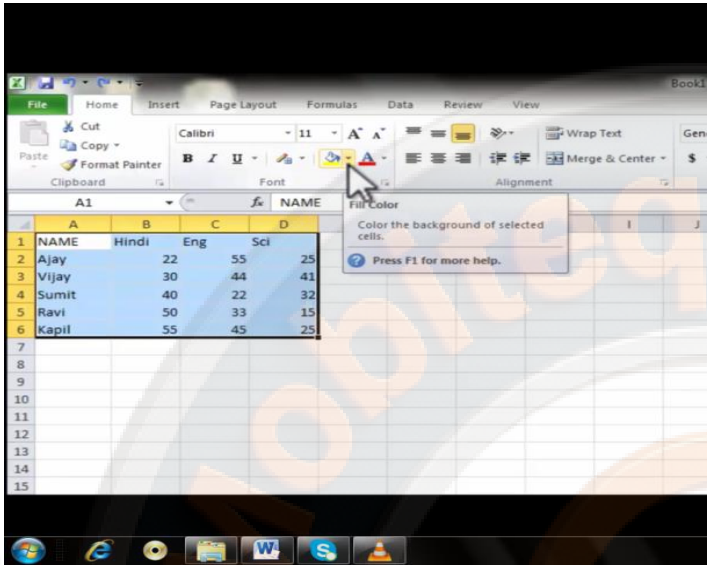 Book1
File Home Insert Page Layout Formulas Data Review View
Cut
Copy
Format Painter
Paste
Clipboard
Calibri 11 A A
B I U A
Font
Wrap Text
Merge & Center
Alignment
Gen
$
A1 fx NAME
Fill Color
Color the background of selected
cells.
Press F1 for more help.
A B C D I J
1 NAME Hindi Eng Sci
2 Ajay 22 55 25
3 Vijay 30 44 41
4 Sumit 40 22 32
5 Ravi 50 33 15
6 Kapil 55 45 25
7
8
9
10
11
12
13
14
15
W S